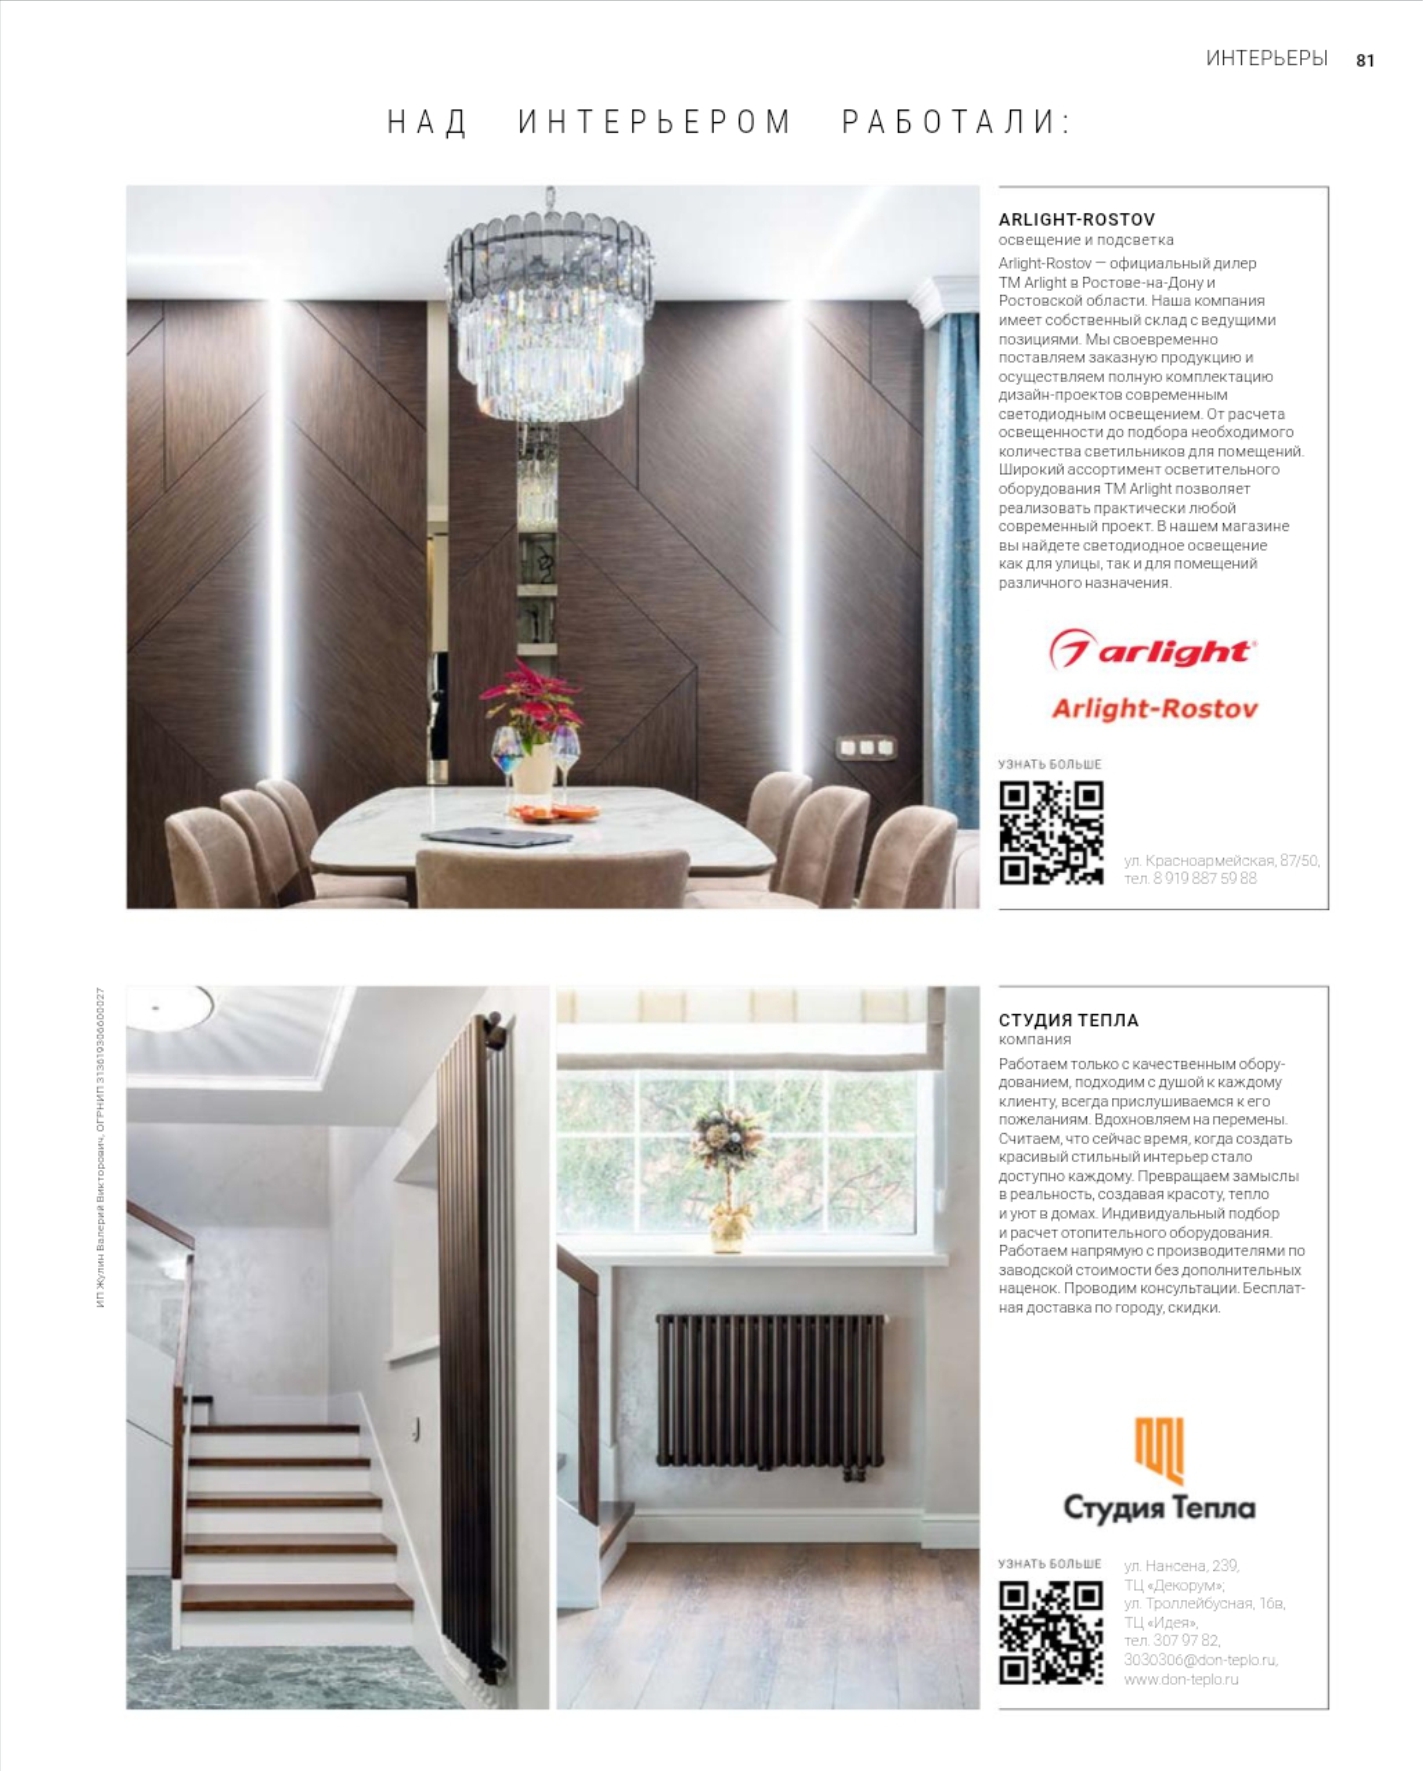 ИНТЕРЬЕРЫ 81
НАД ИНТЕРЬЕРОМ РАБОТАЛИ:
ARLIGHT-ROSTOV
освещение и подсветка
Arlight-Rostov — официальный дилер
ТМ Arlight в Ростове-на-Дону и
Ростовской области. Наша компания
имеет собственный склад с ведущими
позициями. Мы своевременно
поставляем заказную продукцию и
осуществляем полную комплектацию
дизайн-проектов современным
светодиодным освещением. От расчета
освещенности до подбора необходимого
количества светильников для помещений.
Широкий ассортимент осветительного
оборудования ТМ Arlight позволяет
реализовать практически любой
современный проект. В нашем магазине
вы найдете светодиодное освещение
как для улицы, так и для помещений
различного назначения.
arlight
Arlight-Rostov
УЗНАТЬ БОЛЬШЕ
ул. Красноармейская, 87/50,
тел. 8 919 887 59 88
ИП Жулин Валерий Викторович, ОГРНИП 313619306600027
СТУДИЯ ТЕПЛА
компания
Работаем только с качественным обору-
дованием, подходим с душой к каждому
клиенту, всегда прислушиваемся к его
пожеланиям. Вдохновляем на перемены.
Считаем, что сейчас время, когда создать
красивый стильный интерьер стало
доступно каждому. Превращаем замыслы
в реальность, создавая красоту, тепло
и уют в домах. Индивидуальный подбор
и расчет отопительного оборудования.
Работаем напрямую с производителями по
заводской стоимости без дополнительных
наценок. Проводим консультации. Бесплат-
ная доставка по городу, скидки.
Студия Тепла
УЗНАТЬ БОЛЬШЕ
ул. Нансена, 239,
ТЦ «Декорум»;
ул. Троллейбусная, 16в,
ТЦ «Идея»,
тел. 307 97 82,
3030306@don-teplo.ru,
www.don-teplo.ru